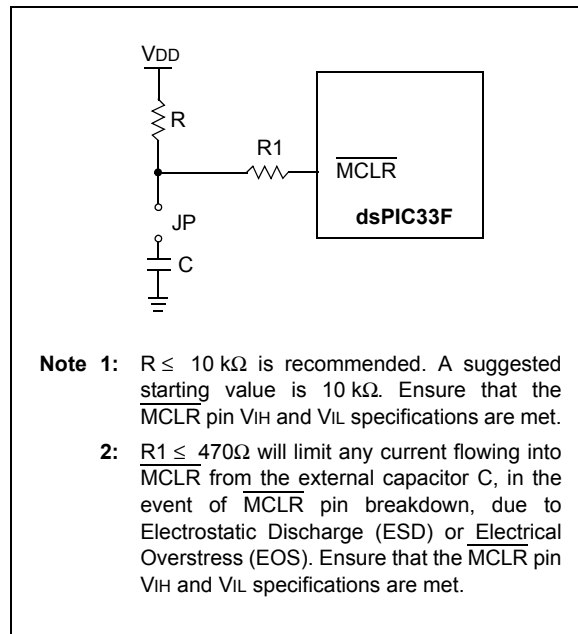 VDD
R
R1
MCLR
JP
dsPIC33F
C
Note 1: R ≤ 10 kΩ is recommended. A suggested
starting value is 10 kΩ. Ensure that the
MCLR pin VIH and VIL specifications are met.
2: R1 ≤ 470Ω will limit any current flowing into
MCLR from the external capacitor C, in the
event of MCLR pin breakdown, due to
Electrostatic Discharge (ESD) or Electrical
Overstress (EOS). Ensure that the MCLR pin
VIH and VIL specifications are met.